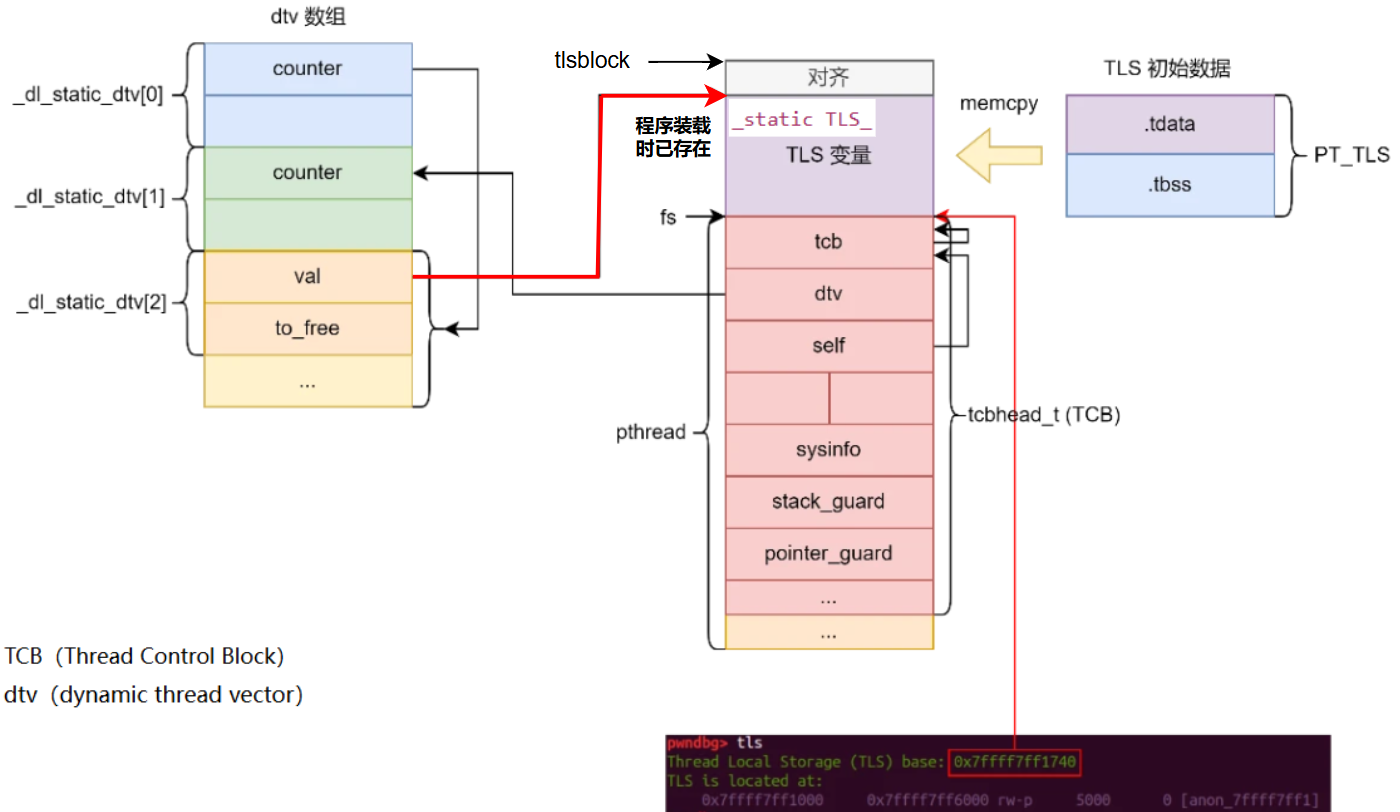 dtv 数组
_dl_static_dtv[0]
counter
_dl_static_dtv[1]
counter
_dl_static_dtv[2]
val
to_free
...
tlsblock
对齐
程序装载
时已存在
_static TLS_
TLS 变量
memcpy
TLS 初始数据
.tdata
.tbss
PT_TLS
fs
tcb
dtv
self
sysinfo
stack_guard
pointer_guard
...
...
pthread
tcbhead_t (TCB)
TCB（Thread Control Block）
dtv（dynamic thread vector）
pwndbg> tls
Thread Local Storage (TLS) base: 0x7ffff7ff1740
TLS is located at:
0x7ffff7ff1000 0x7ffff7ff6000 rw-p 5000 0 [anon_7ffff7ff1]